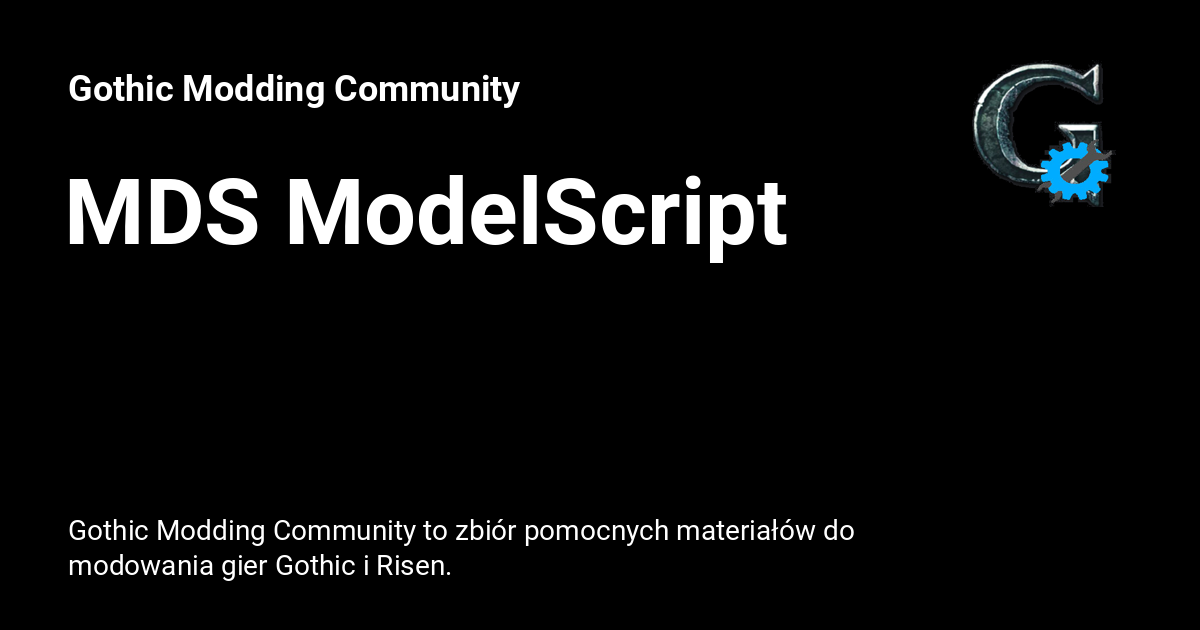 Gothic Modding Community
MDS ModelScript
Gothic Modding Community to zbiór pomocnych materiałów do
modowania gier Gothic i Risen.